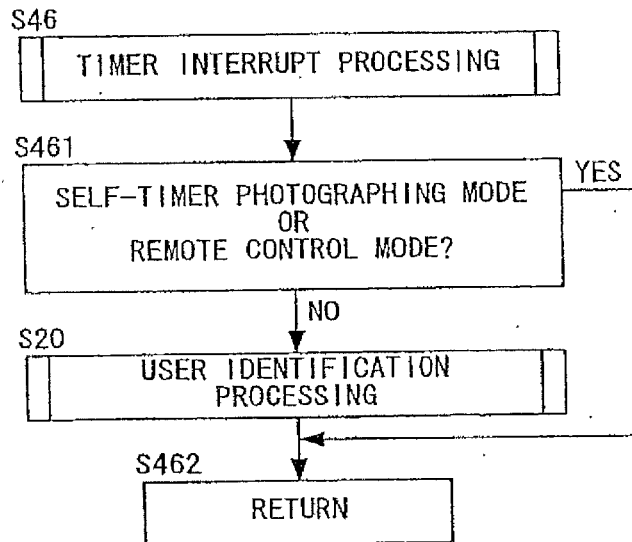 S46
TIMER INTERRUPT PROCESSING
S461
SELF-TIMER PHOTOGRAPHING MODE
OR
REMOTE CONTROL MODE?
YES
NO
S20
USER IDENTIFICATION
PROCESSING
S462
RETURN